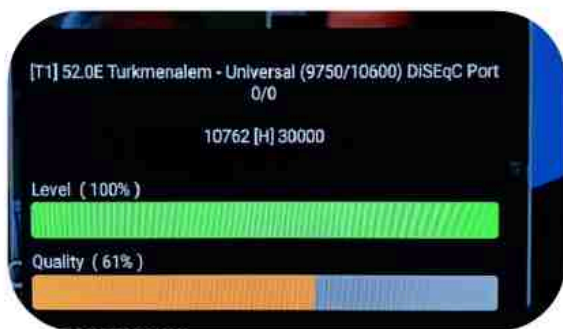 [T1] 52.0E Turkmenalem - Universal (9750/10600) DiSEqC Port
0/0
10762 [H] 30000
Level ( 100% )
Quality ( 61% )